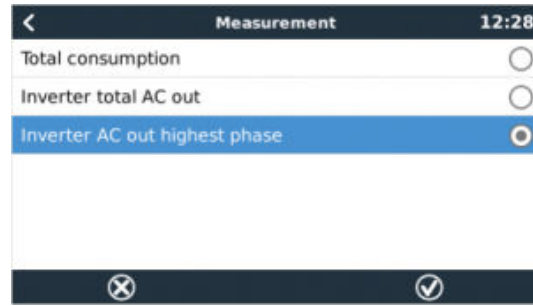 Measurement 12:28
Total consumption
Inverter total AC out
Inverter AC out highest phase